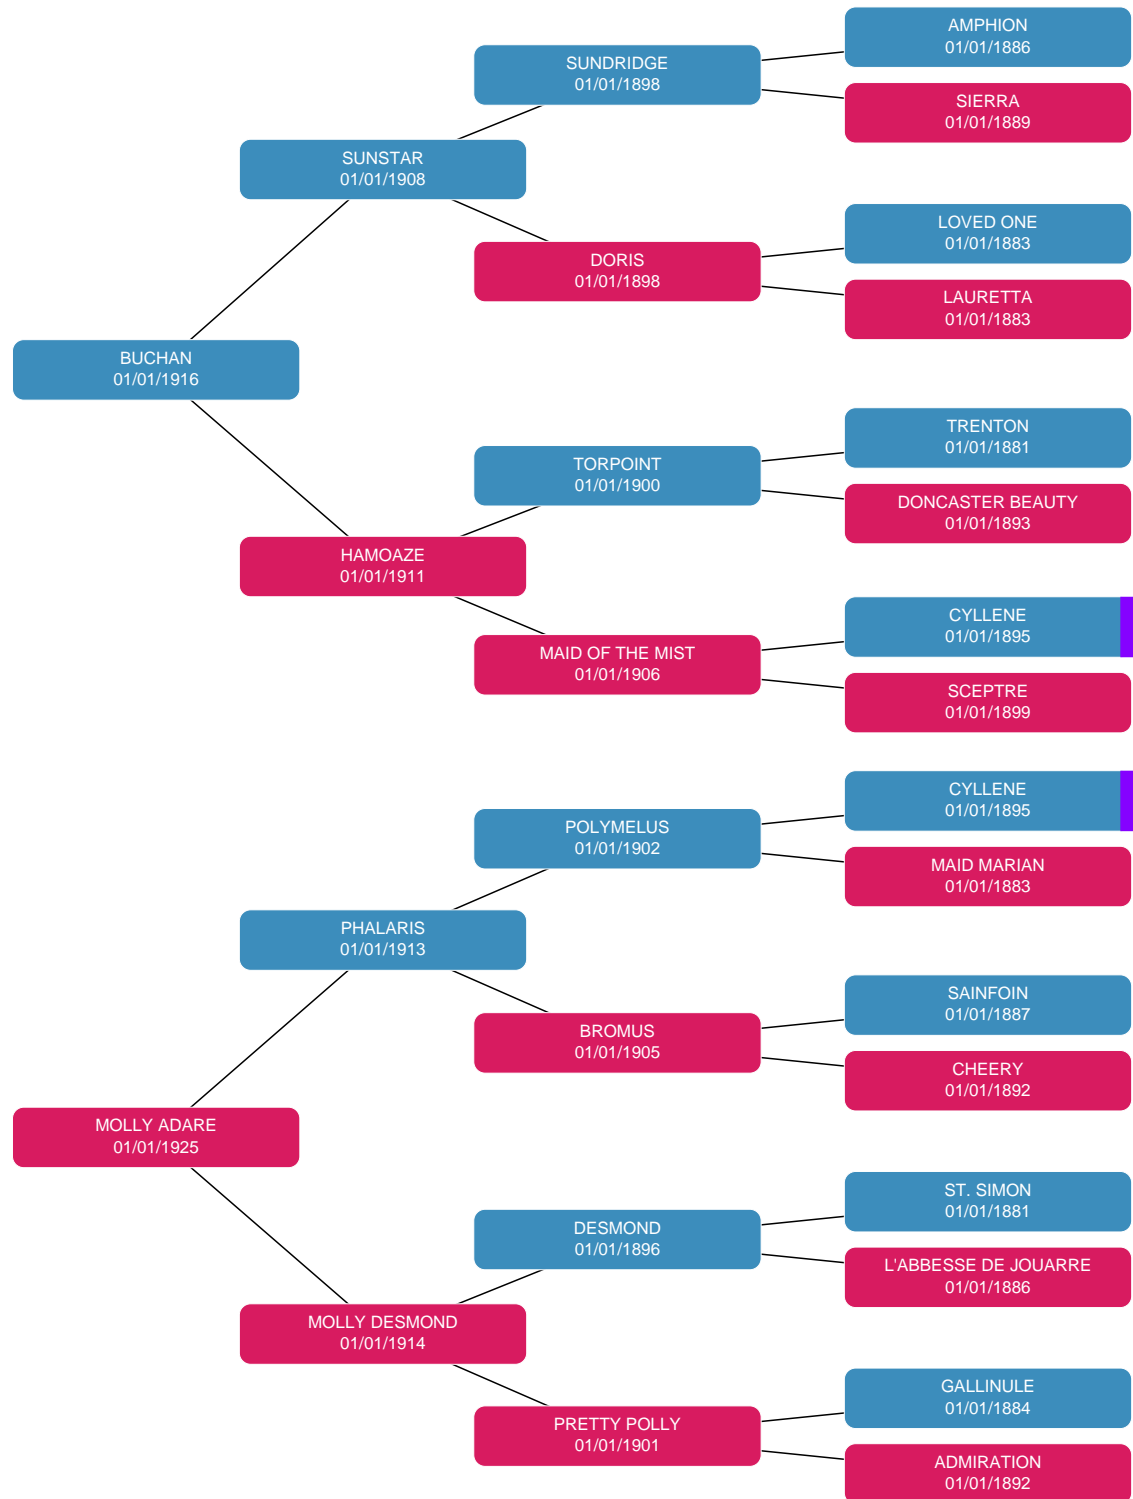 AMPHION
01/01/1886
SUNDRIDGE
01/01/1898
SIERRA
01/01/1889
SUNSTAR
01/01/1908
LOVED ONE
01/01/1883
DORIS
01/01/1898
LAURETTA
01/01/1883
BUCHAN
01/01/1916
TRENTON
01/01/1881
TORPOINT
01/01/1900
DONCASTER BEAUTY
01/01/1893
HAMOAZE
01/01/1911
CYLLENE
01/01/1895
MAID OF THE MIST
01/01/1906
SCEPTRE
01/01/1899
CYLLENE
01/01/1895
POLYMELUS
01/01/1902
MAID MARIAN
01/01/1883
PHALARIS
01/01/1913
SAINFOIN
01/01/1887
BROMUS
01/01/1905
CHEERY
01/01/1892
MOLLY ADARE
01/01/1925
ST. SIMON
01/01/1881
DESMOND
01/01/1896
L'ABBESSE DE JOUARRE
01/01/1886
MOLLY DESMOND
01/01/1914
GALLINULE
01/01/1884
PRETTY POLLY
01/01/1901
ADMIRATION
01/01/1892